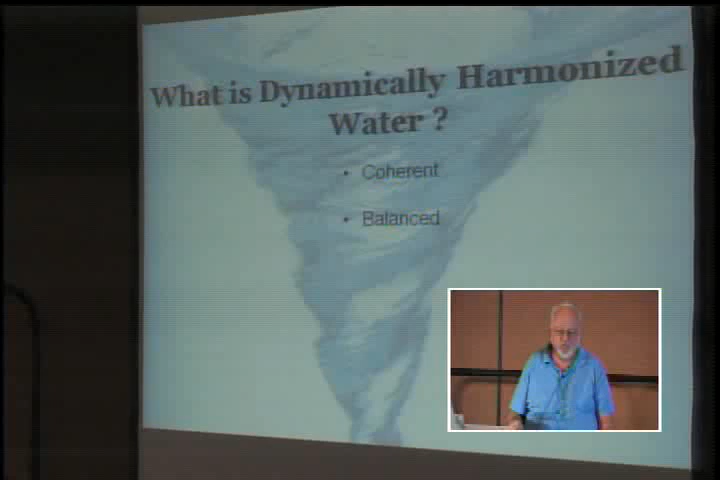 What is Dynamically Harmonized
Water ?
• Coherent
• Balanced